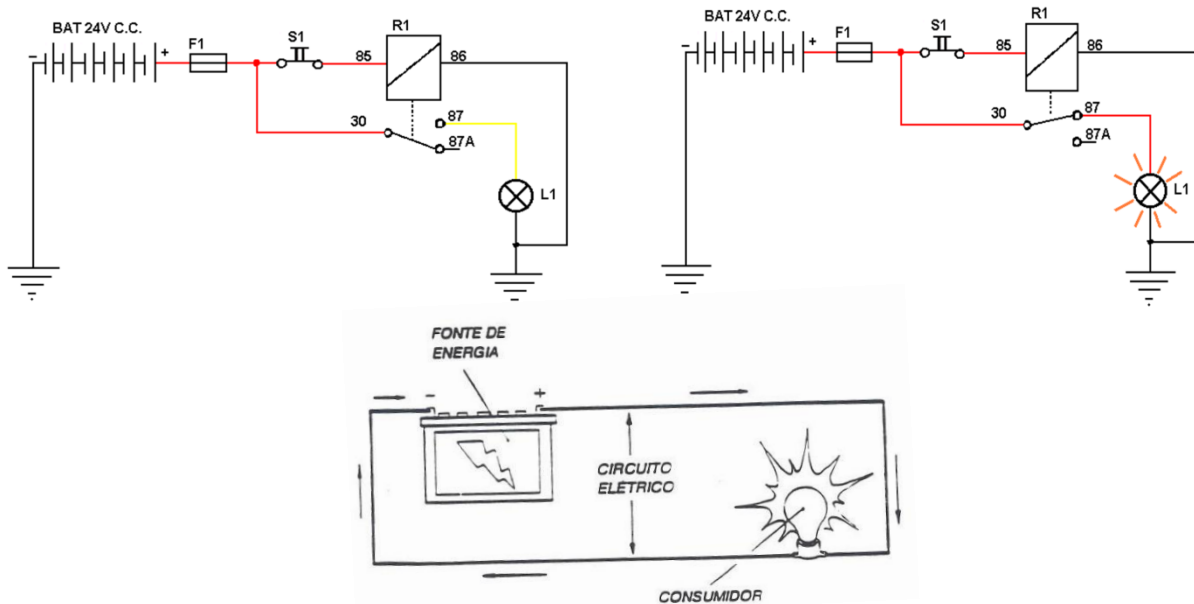 BAT 24V C.C.
- + F1 S1 R1
85 86
30 87
87A
L1
BAT 24V C.C.
- + F1 S1 R1
85 86
30 87
87A
L1
FONTE DE
ENERGIA
- +
CIRCUITO
ELÉTRICO
CONSUMIDOR